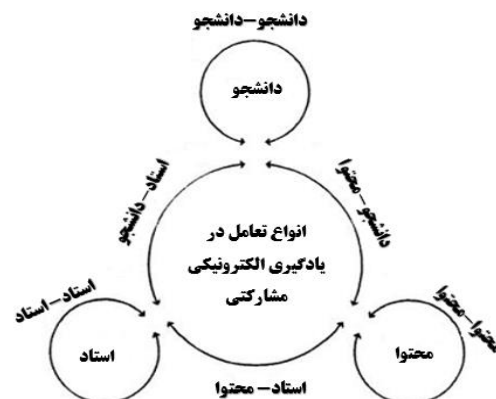 دانشجو–دانشجو
دانشجو
استاد–دانشجو
دانشجو–محتوا
انواع تعامل در
یادگیری الکترونیکی
مشارکتی
استاد–استاد
محتوا–محتوا
استاد
محتوا
استاد–محتوا